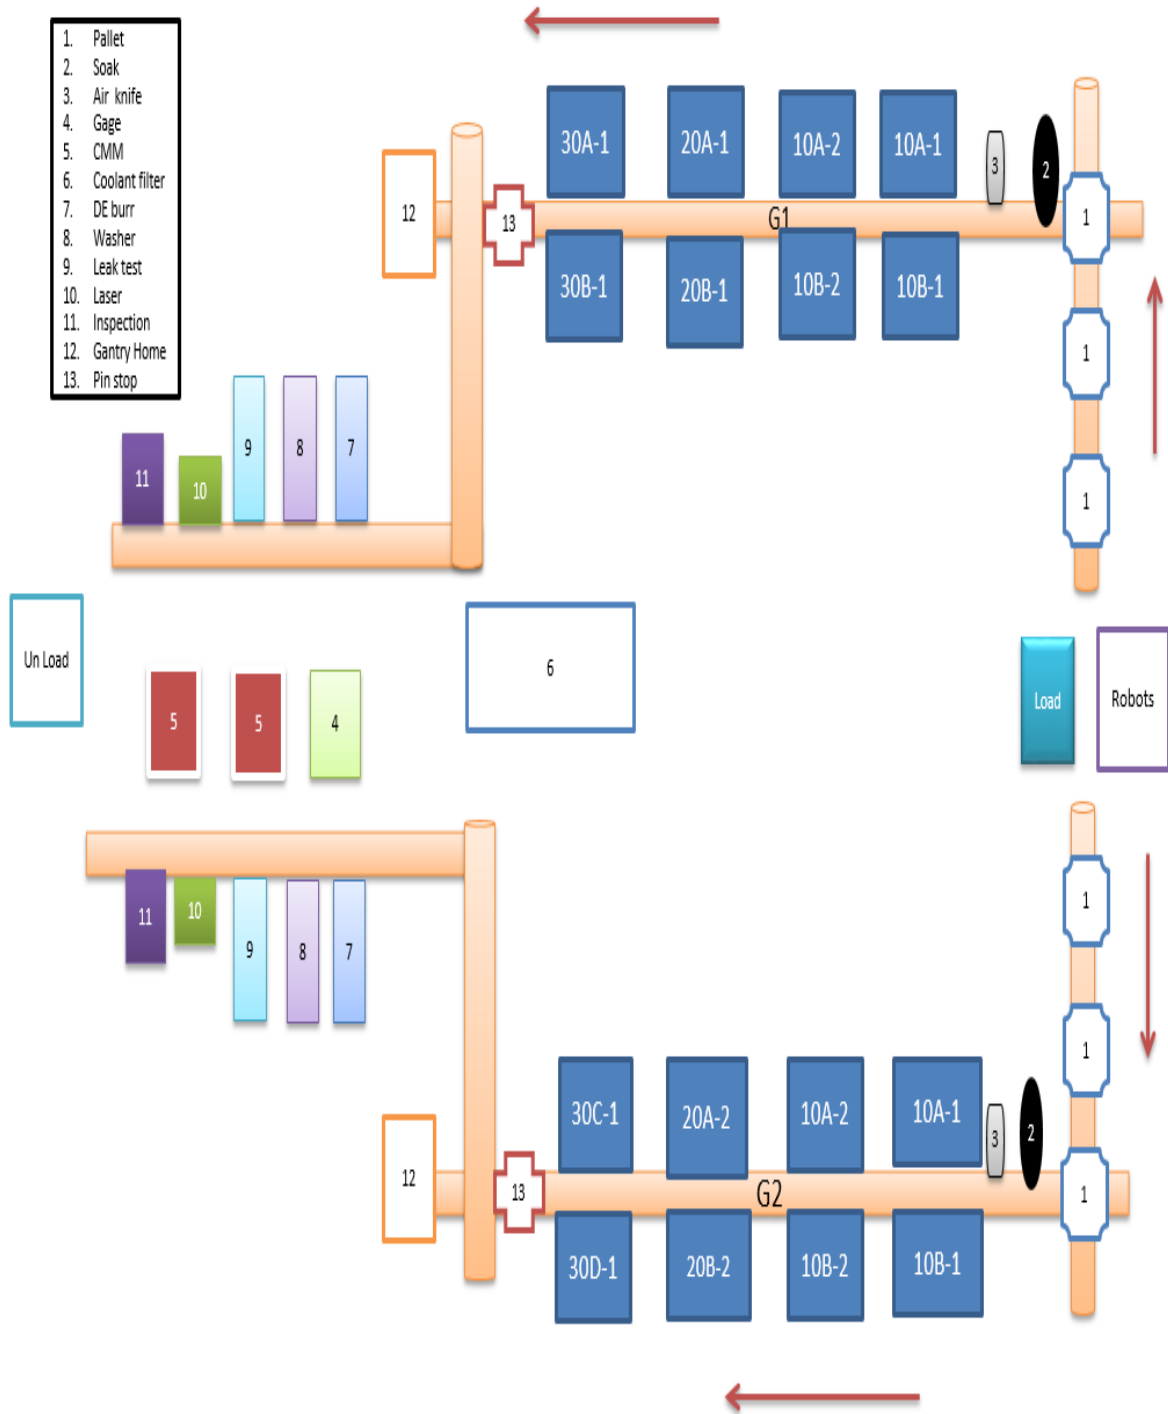 1. Pallet
2. Soak
3. Air knife
4. Gage
5. CMM
6. Coolant filter
7. DE burr
8. Washer
9. Leak test
10. Laser
11. Inspection
12. Gantry Home
13. Pin stop
30A-1 20A-1 10A-2 10A-1
3 2
12 13 G1 1
30B-1 20B-1 10B-2 10B-1
1
11 10 9 8 7
1
Un Load
6
Load Robots
5 5 4
11 10 9 8 7
1
1
30C-1 20A-2 10A-2 10A-1
3 2
12 13 G2 1
30D-1 20B-2 10B-2 10B-1